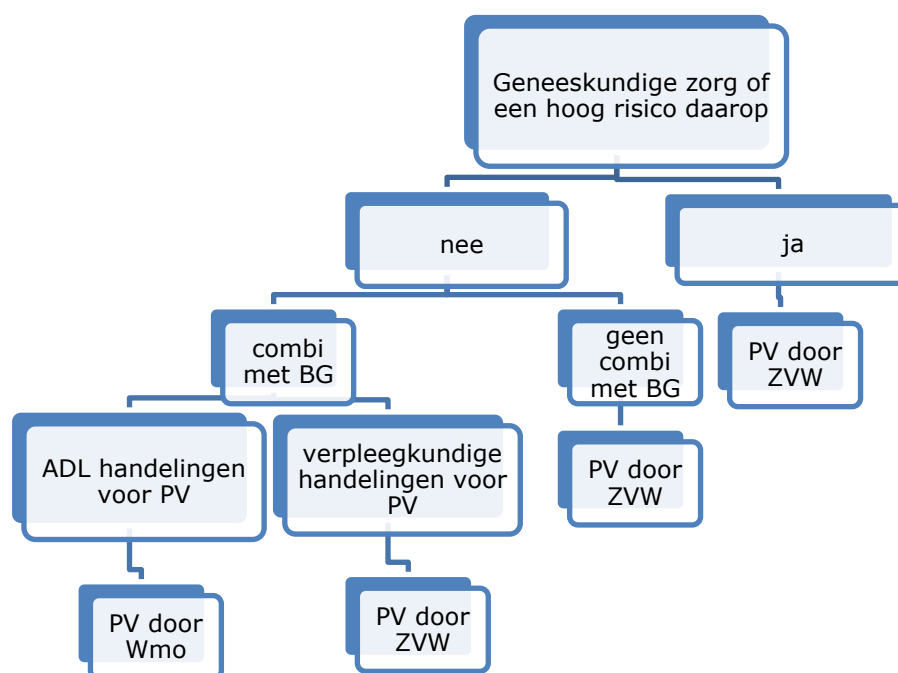 Geneeskundige zorg of
een hoog risico daarop
nee
ja
combi
met BG
geen
combi
met BG
PV door
ZVW
ADL handelingen
voor PV
verpleegkundige
handelingen voor
PV
PV door
ZVW
PV door
Wmo
PV door
ZVW